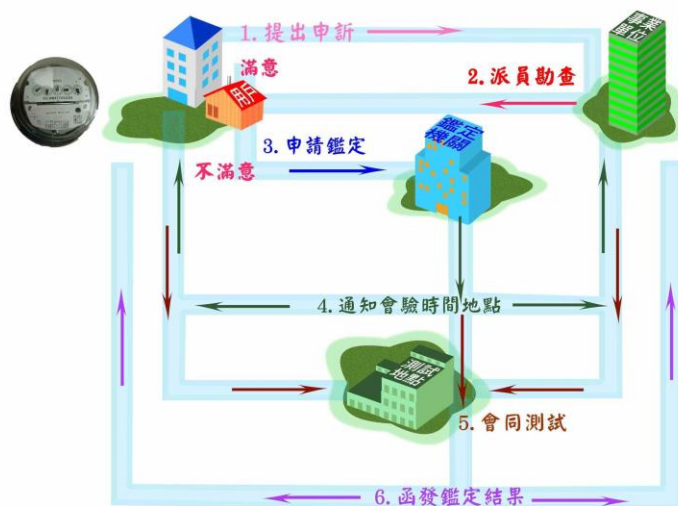 1.提出申訴
事業
單位
滿意
2.派員勘查
用戶
鑑定
機關
3.申請鑑定
不滿意
4.通知會驗時間地點
測試
地點
5.會同測試
6.函發鑑定結果